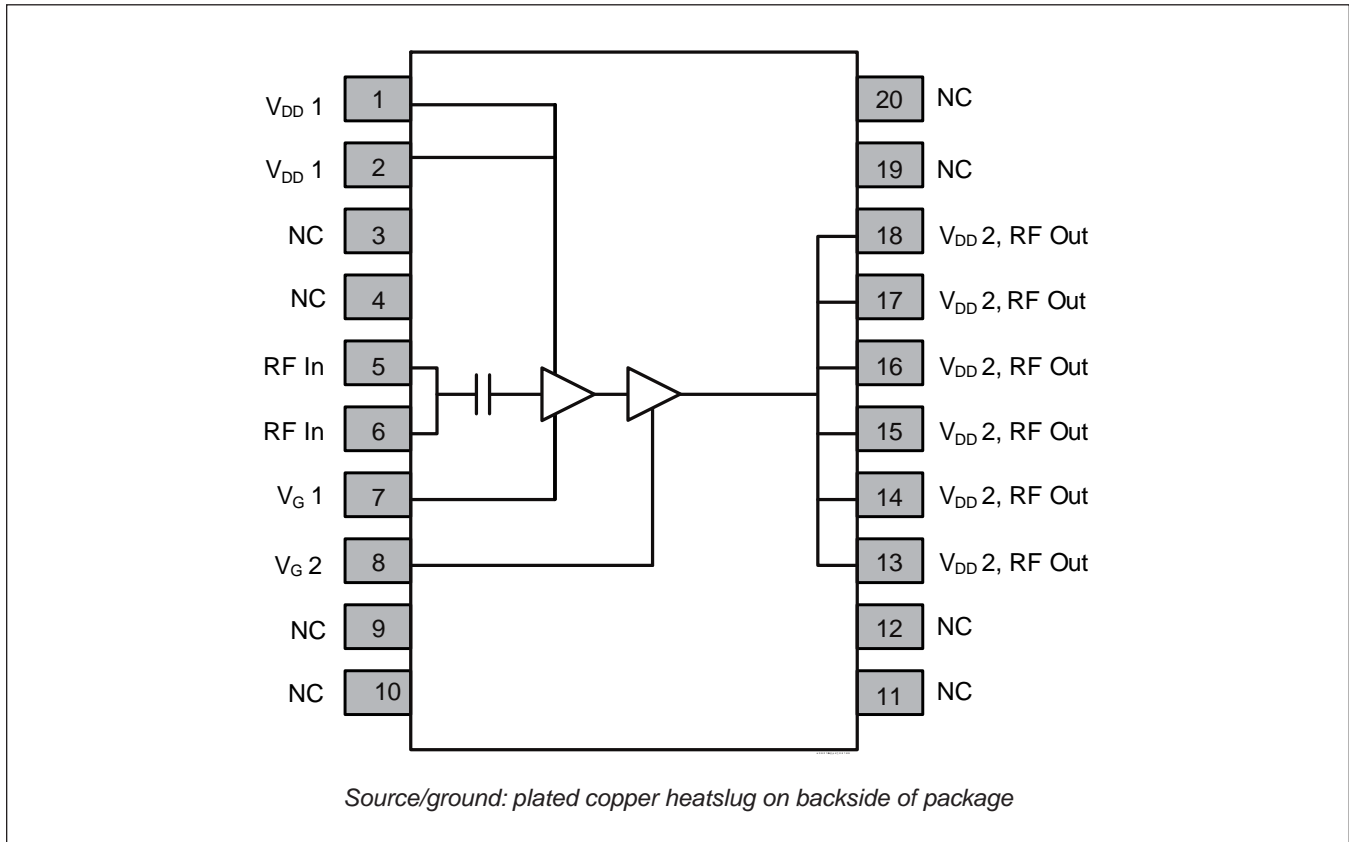 V_DD 1 1
V_DD 1 2
NC 3
NC 4
RF In 5
RF In 6
V_G 1 7
V_G 2 8
NC 9
NC 10
20 NC
19 NC
18 V_DD 2, RF Out
17 V_DD 2, RF Out
16 V_DD 2, RF Out
15 V_DD 2, RF Out
14 V_DD 2, RF Out
13 V_DD 2, RF Out
12 NC
11 NC
Source/ground: plated copper heatslug on backside of package